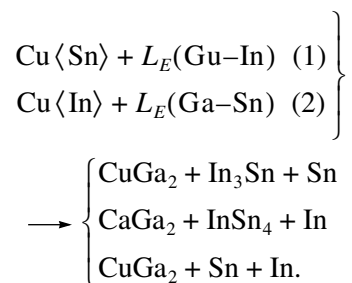 Cu⟨Sn⟩ + L_E(Gu–In) (1)
Cu⟨In⟩ + L_E(Ga–Sn) (2)
⟶ CuGa₂ + In₃Sn + Sn
CaGa₂ + InSn₄ + In
CuGa₂ + Sn + In.